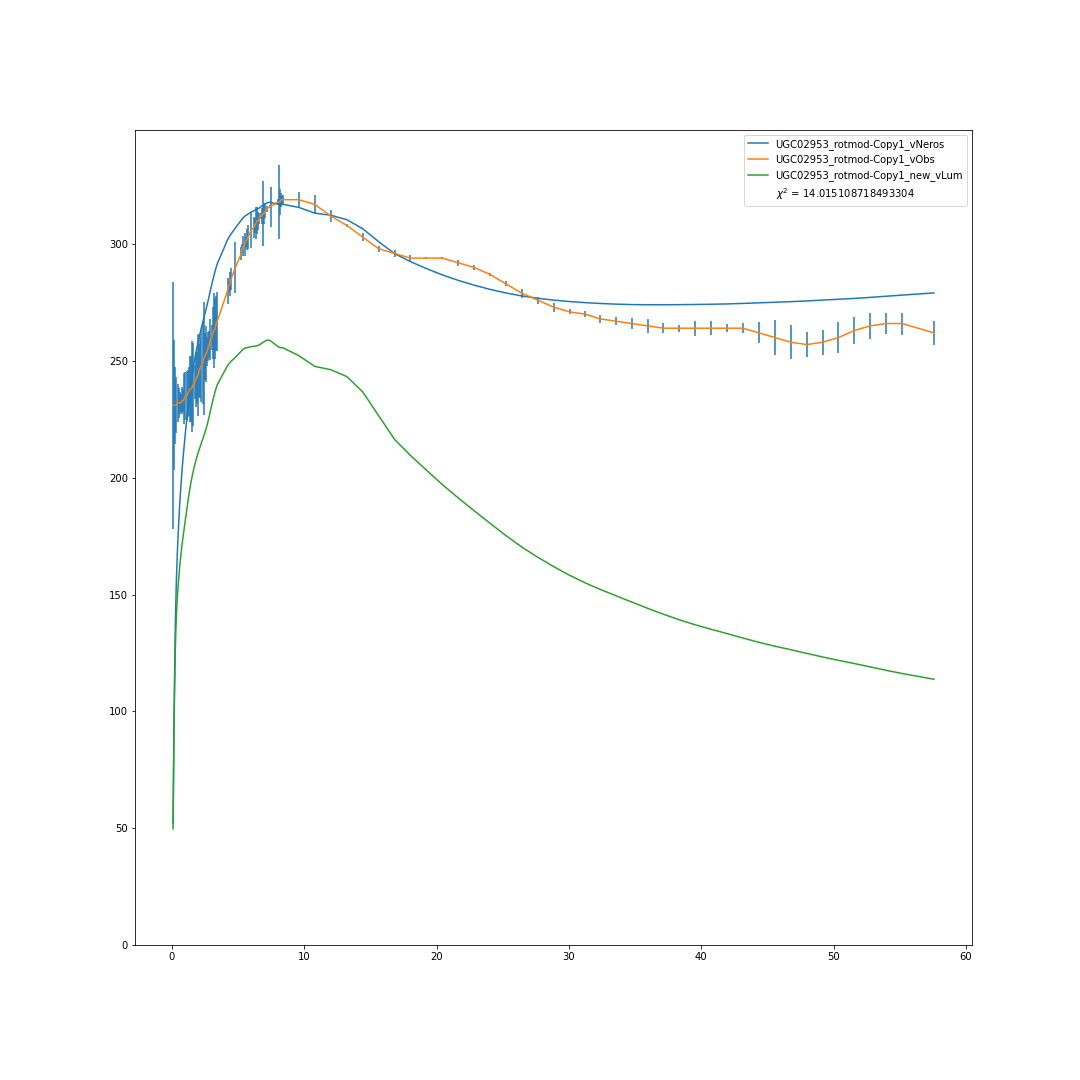 UGC02953_rotmod-Copy1_vNeros
UGC02953_rotmod-Copy1_vObs
UGC02953_rotmod-Copy1_new_vLum
χ² = 14.015108718493304
300
250
200
150
100
50
0
0 10 20 30 40 50 60